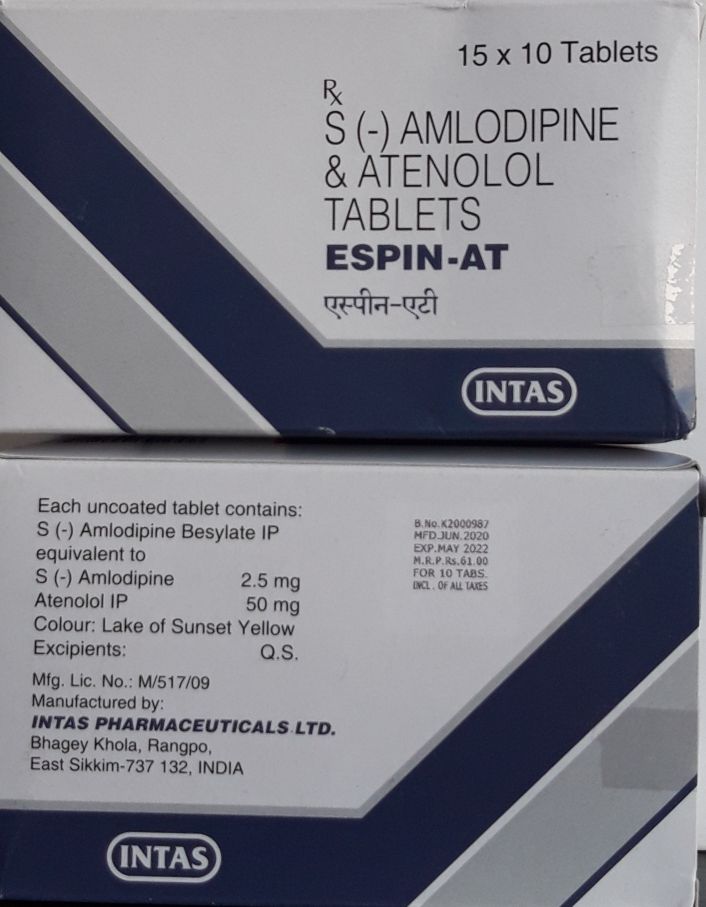 15 x 10 Tablets
Rx
S (-) AMLODIPINE
& ATENOLOL
TABLETS
ESPIN-AT
एस्पीन-एटी
INTAS
Each uncoated tablet contains:
S (-) Amlodipine Besylate IP
equivalent to
S (-) Amlodipine 2.5 mg
Atenolol IP 50 mg
Colour: Lake of Sunset Yellow
Excipients: Q.S.
Mfg. Lic. No.: M/517/09
Manufactured by:
INTAS PHARMACEUTICALS LTD.
Bhagey Khola, Rangpo,
East Sikkim-737 132, INDIA
B.No.K2000987
MFD.JUN.2020
EXP.MAY 2022
M.R.P.Rs.61.00
FOR 10 TABS.
INCL. OF ALL TAXES
INTAS